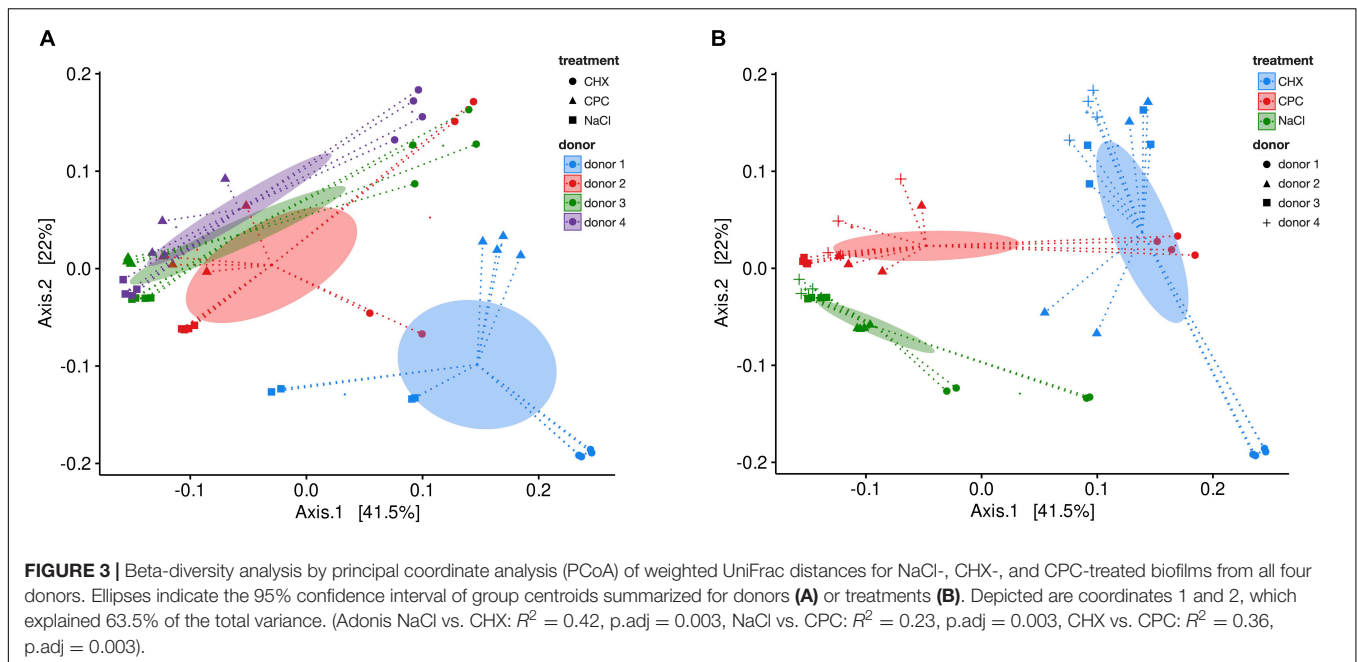 A
B
treatment
CHX
CPC
NaCl
donor
donor 1
donor 2
donor 3
donor 4
0.2
0.1
0.0
-0.1
-0.2
Axis.2 [22%]
-0.1
0.0
0.1
0.2
Axis.1 [41.5%]
treatment
CHX
CPC
NaCl
donor
donor 1
donor 2
donor 3
donor 4
0.2
0.1
0.0
-0.1
-0.2
Axis.2 [22%]
-0.1
0.0
0.1
0.2
Axis.1 [41.5%]
FIGURE 3 | Beta-diversity analysis by principal coordinate analysis (PCoA) of weighted UniFrac distances for NaCl-, CHX-, and CPC-treated biofilms from all four
donors. Ellipses indicate the 95% confidence interval of group centroids summarized for donors (A) or treatments (B). Depicted are coordinates 1 and 2, which
explained 63.5% of the total variance. (Adonis NaCl vs. CHX: R² = 0.42, p.adj = 0.003, NaCl vs. CPC: R² = 0.23, p.adj = 0.003, CHX vs. CPC: R² = 0.36,
p.adj = 0.003).